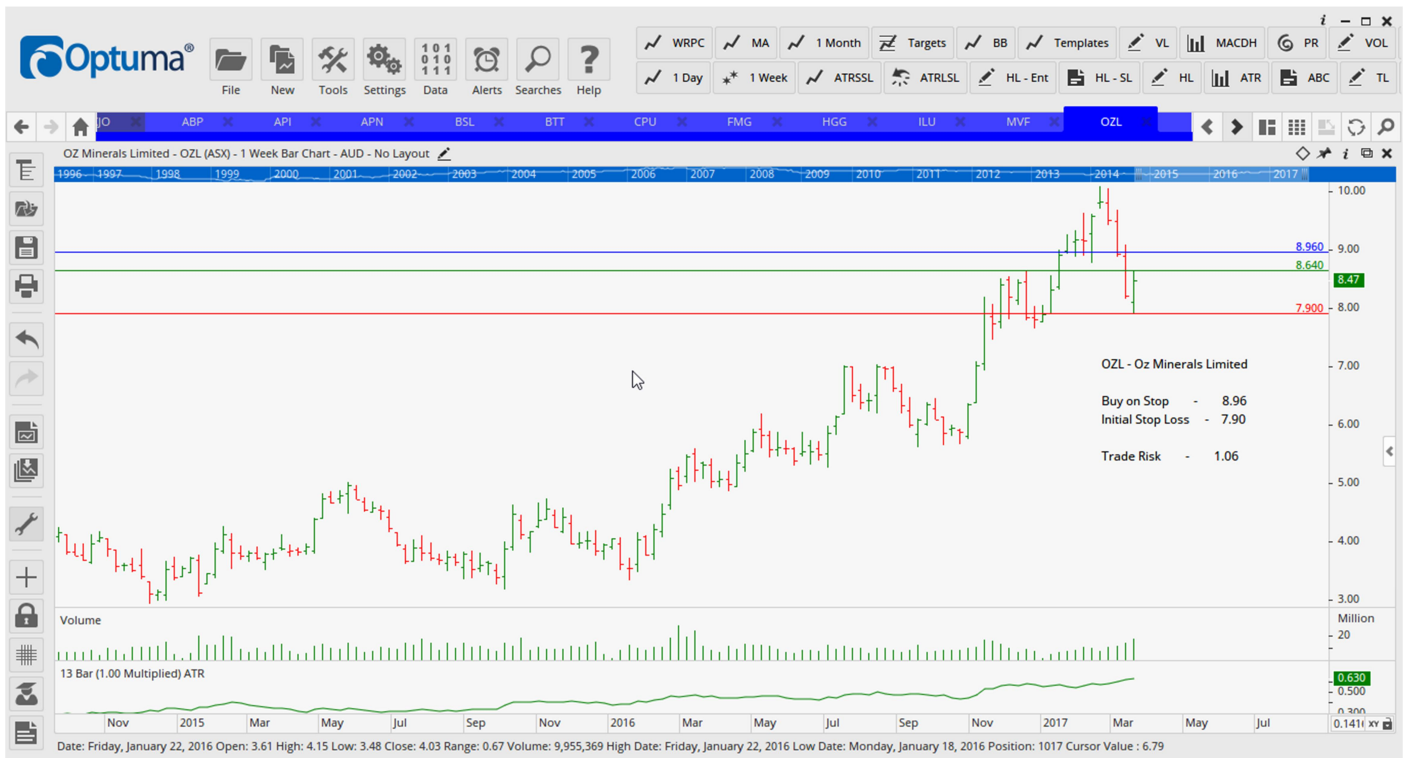 Optuma®
File New Tools Settings Data Alerts Searches Help
WRPC MA 1 Month Targets BB Templates VL MACDH PR VOL
1 Day 1 Week ATRSSL ATRLSL HL - Ent HL - SL HL ATR ABC TL
JO ABP API APN BSL BTT CPU FMG HGG ILU MVF OZL
OZ Minerals Limited - OZL (ASX) - 1 Week Bar Chart - AUD - No Layout
1996 1997 1998 1999 2000 2001 2002 2003 2004 2005 2006 2007 2008 2009 2010 2011 2012 2013 2014 2015 2016 2017
10.00
8.960
9.00
8.640
8.47
8.00
7.900
7.00
OZL - Oz Minerals Limited
Buy on Stop - 8.96
Initial Stop Loss - 7.90
6.00
Trade Risk - 1.06
5.00
4.00
3.00
Volume
Million
20
13 Bar (1.00 Multiplied) ATR
0.630
0.500
0.300
Nov 2015 Mar May Jul Sep Nov 2016 Mar May Jul Sep Nov 2017 Mar May Jul
XY
Date: Friday, January 22, 2016 Open: 3.61 High: 4.15 Low: 3.48 Close: 4.03 Range: 0.67 Volume: 9,955,369 High Date: Friday, January 22, 2016 Low Date: Monday, January 18, 2016 Position: 1017 Cursor Value : 6.79